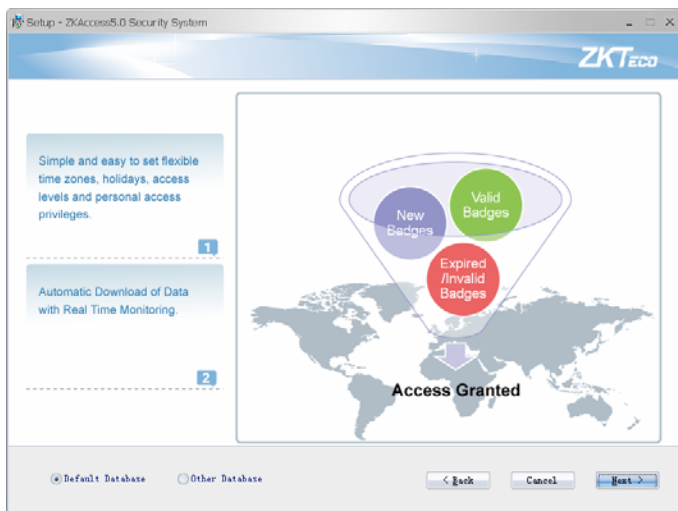 Setup - ZKAccess5.0 Security System
ZKTECO
Simple and easy to set flexible
time zones, holidays, access
levels and personal access
privileges.
1
Automatic Download of Data
with Real Time Monitoring.
2
New
Badges
Valid
Badges
Expired
/Invalid
Badges
Access Granted
Default Database
Other Database
< Back
Cancel
Next >